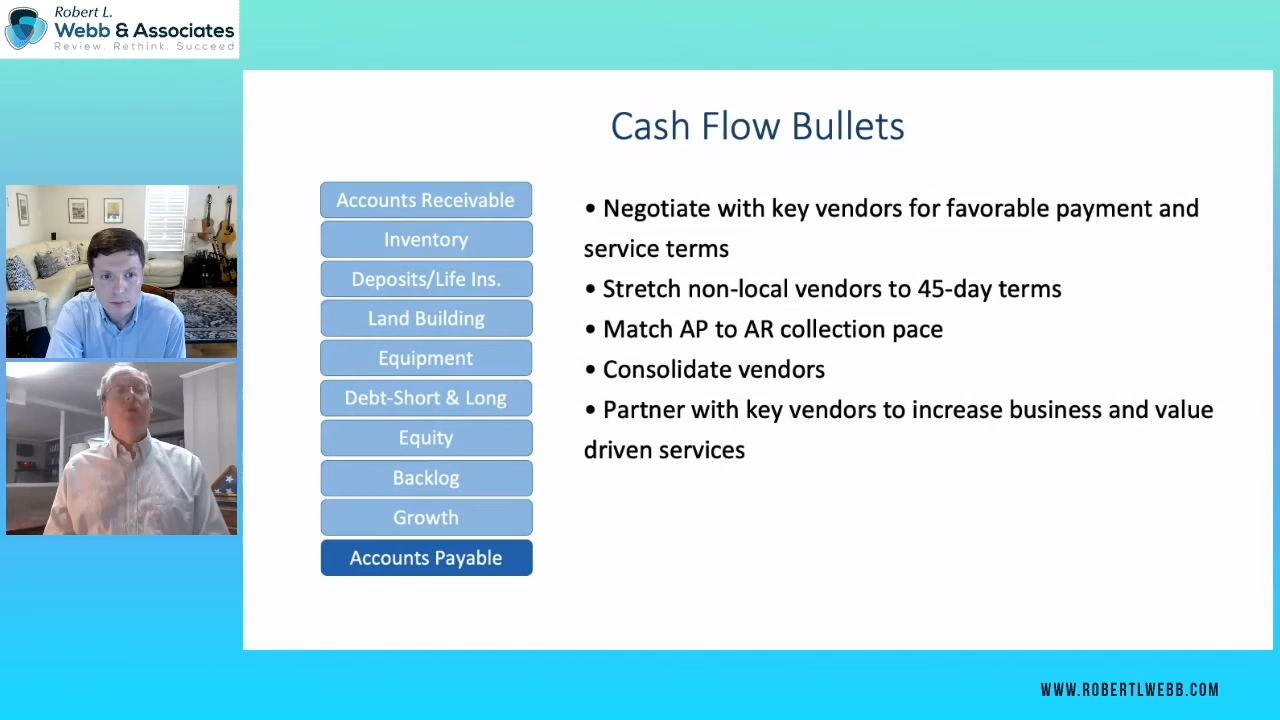 Robert L.
Webb & Associates
Review. Rethink. Succeed
Cash Flow Bullets
Accounts Receivable
Inventory
Deposits/Life Ins.
Land Building
Equipment
Debt-Short & Long
Equity
Backlog
Growth
Accounts Payable
• Negotiate with key vendors for favorable payment and
service terms
• Stretch non-local vendors to 45-day terms
• Match AP to AR collection pace
• Consolidate vendors
• Partner with key vendors to increase business and value
driven services
WWW.ROBERTLWEBB.COM